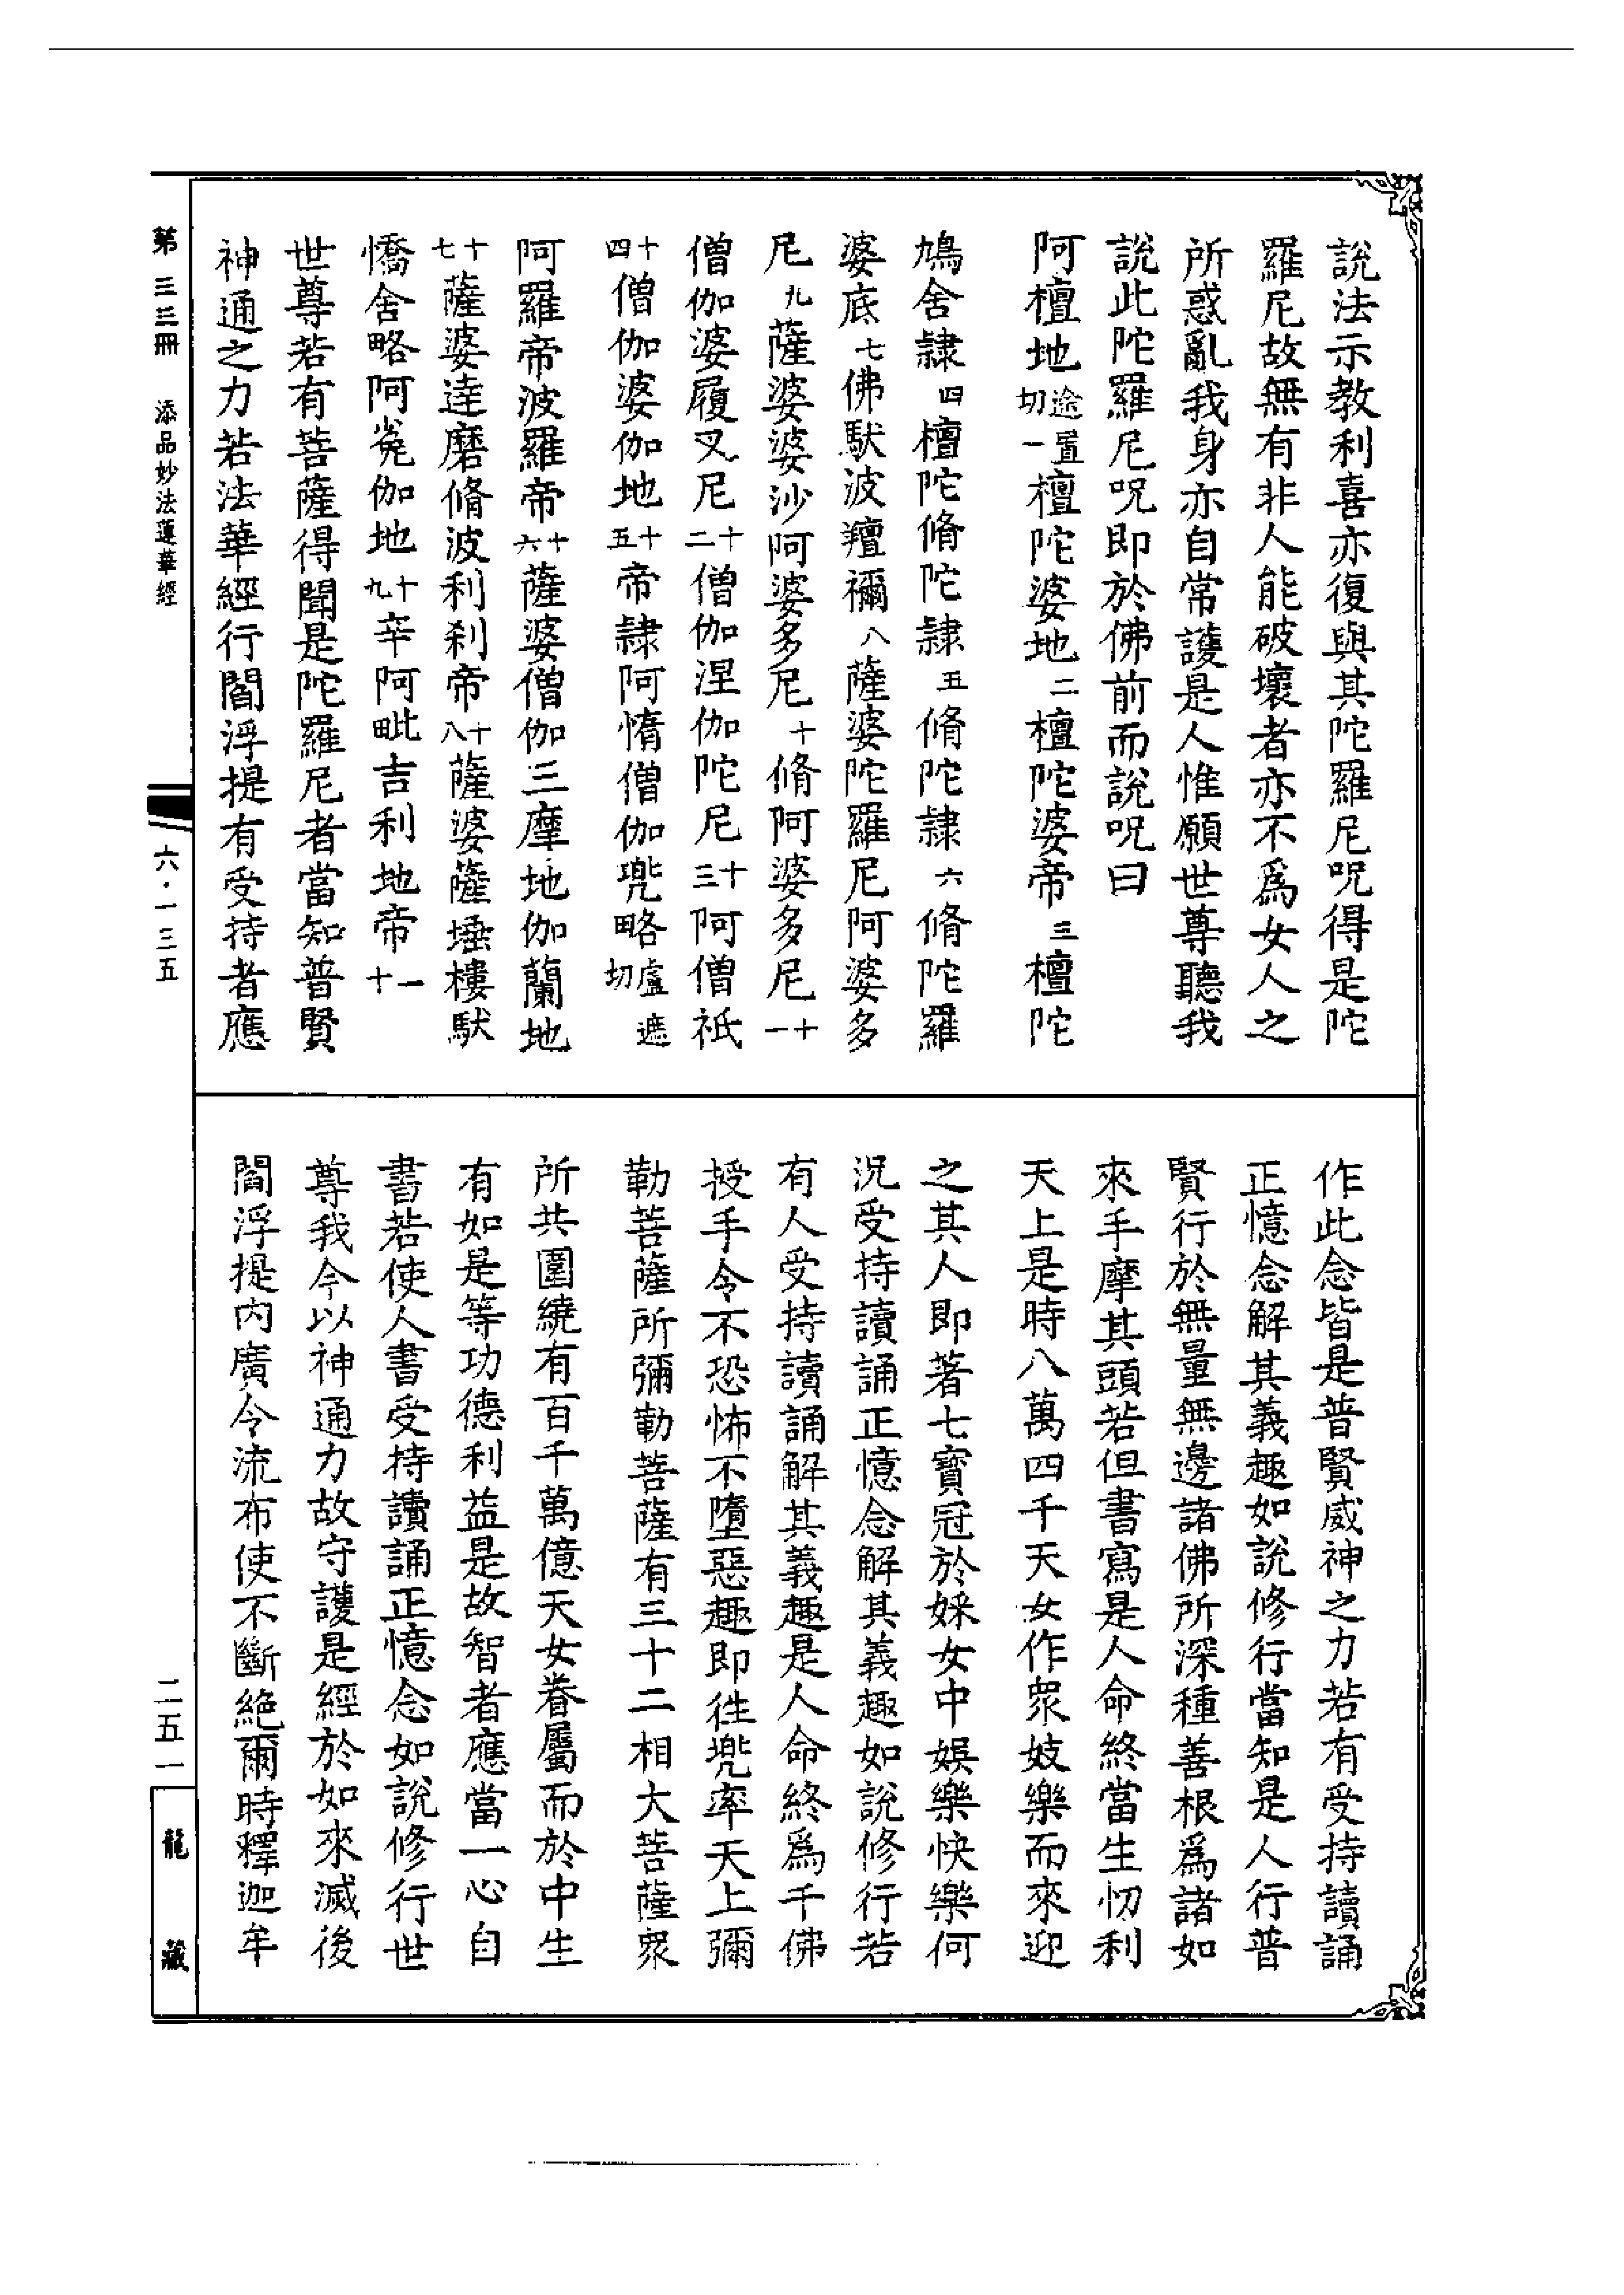 說法示教利喜亦復與其陀羅尼呪得是陀
羅尼故無有非人能破壞者亦不爲女人之
所惑亂我身亦自常護是人惟願世尊聽我
說此陀羅尼呪即於佛前而說呪曰
阿檀地途置切一檀陀婆地二檀陀婆帝三檀陀
鳩舍隷四檀陀脩陀隷五脩陀隷六脩陀羅
婆底七佛馱波羶禰八薩婆陀羅尼阿婆多
尼九薩婆婆沙阿婆多尼十脩阿婆多尼十一
僧伽婆履叉尼十二僧伽涅伽陀尼十三阿僧祇
十四僧伽婆伽地十五帝隷阿惰僧伽兜略盧遮切
阿羅帝波羅帝十六薩婆僧伽三摩地伽蘭地
十七薩婆達磨脩波利刹帝十八薩婆薩埵樓馱
憍舍略阿㝹伽地十九辛阿毗吉利地帝一十
世尊若有菩薩得聞是陀羅尼者當知普賢
神通之力若法華經行閻浮提有受持者應
作此念皆是普賢威神之力若有受持讀誦
正憶念解其義趣如說修行當知是人行普
賢行於無量無邊諸佛所深種善根爲諸如
來手摩其頭若但書寫是人命終當生忉利
天上是時八萬四千天女作衆妓樂而來迎
之其人即著七寶冠於婇女中娛樂快樂何
況受持讀誦正憶念解其義趣如說修行若
有人受持讀誦解其義趣是人命終爲千佛
授手令不恐怖不墮惡趣即徃兜率天上彌
勒菩薩所彌勒菩薩有三十二相大菩薩衆
所共圍繞有百千萬億天女眷屬而於中生
有如是等功德利益是故智者應當一心自
書若使人書受持讀誦正憶念如說修行世
尊我今以神通力故守護是經於如來滅後
閻浮提內廣令流布使不斷絕爾時釋迦牟
第三三冊 添品妙法蓮華經
六·一三五
二五一
龍藏